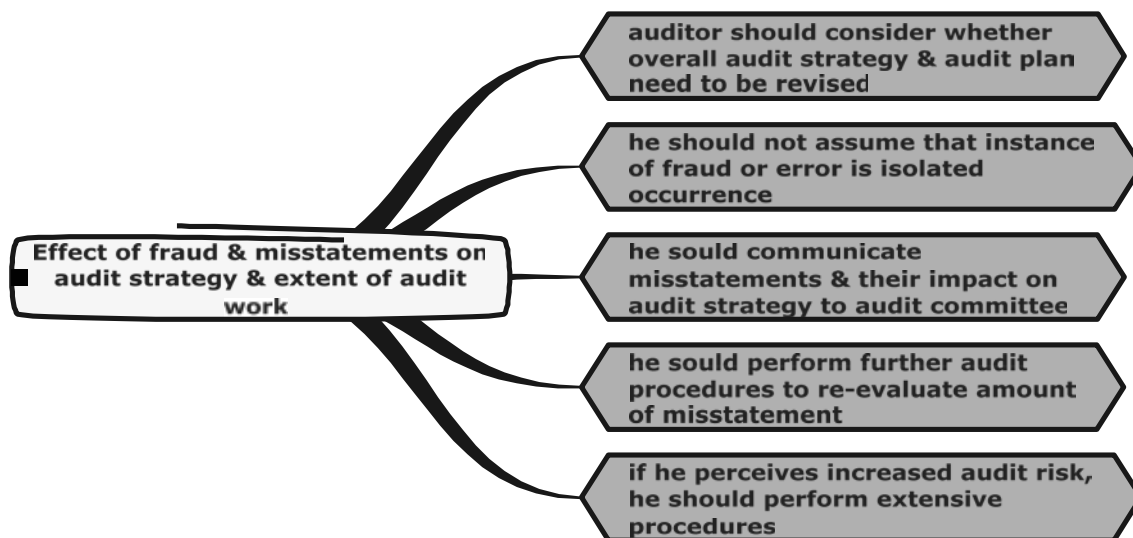 auditor should consider whether
overall audit strategy & audit plan
need to be revised
he should not assume that instance
of fraud or error is isolated
occurrence
Effect of fraud & misstatements on
audit strategy & extent of audit
work
he sould communicate
misstatements & their impact on
audit strategy to audit committee
he sould perform further audit
procedures to re-evaluate amount
of misstatement
if he perceives increased audit risk,
he should perform extensive
procedures